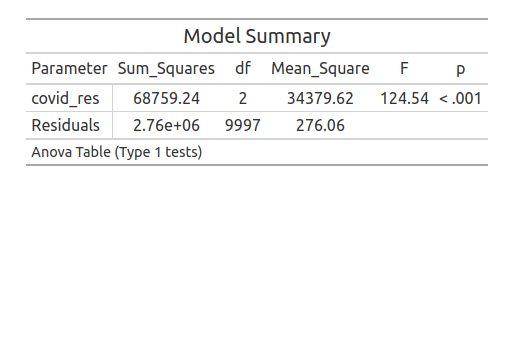 Model Summary
Parameter Sum_Squares df Mean_Square F p
covid_res 68759.24 2 34379.62 124.54 < .001
Residuals 2.76e+06 9997 276.06
Anova Table (Type 1 tests)